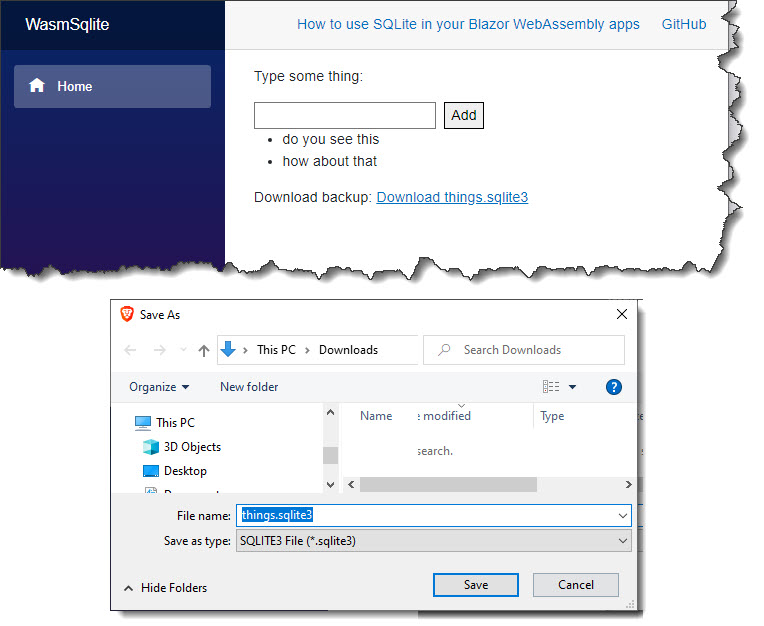 WasmSqlite How to use SQLite in your Blazor WebAssembly apps GitHub
Home
Type some thing:
Add
do you see this
how about that
Download backup: Download things.sqlite3
Save As
This PC Downloads Search Downloads
Organize New folder
Name modified Type
This PC
search.
3D Objects
Desktop
File name: things.sqlite3
Save as type: SQLITE3 File (*.sqlite3)
Hide Folders Save Cancel